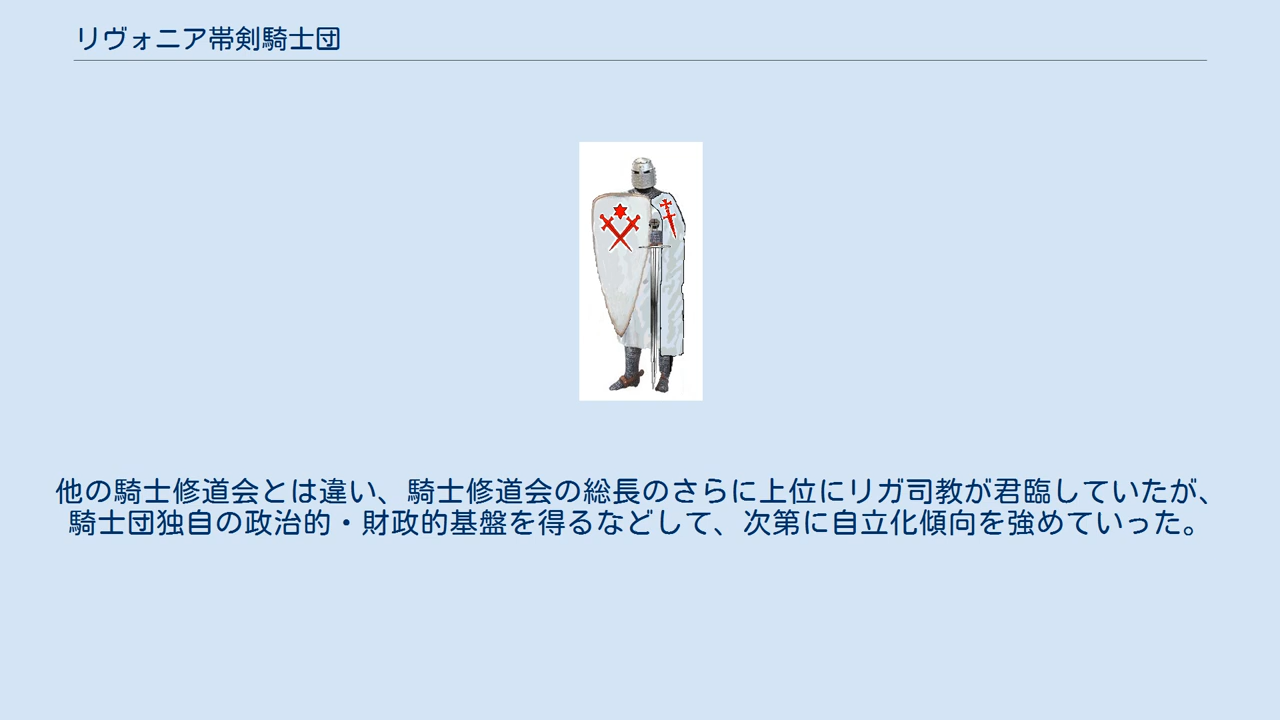 リヴォニア帯剣騎士団
他の騎士修道会とは違い、騎士修道会の総長のさらに上位にリガ司教が君臨していたが、
騎士団独自の政治的・財政的基盤を得るなどして、次第に自立化傾向を強めていった。